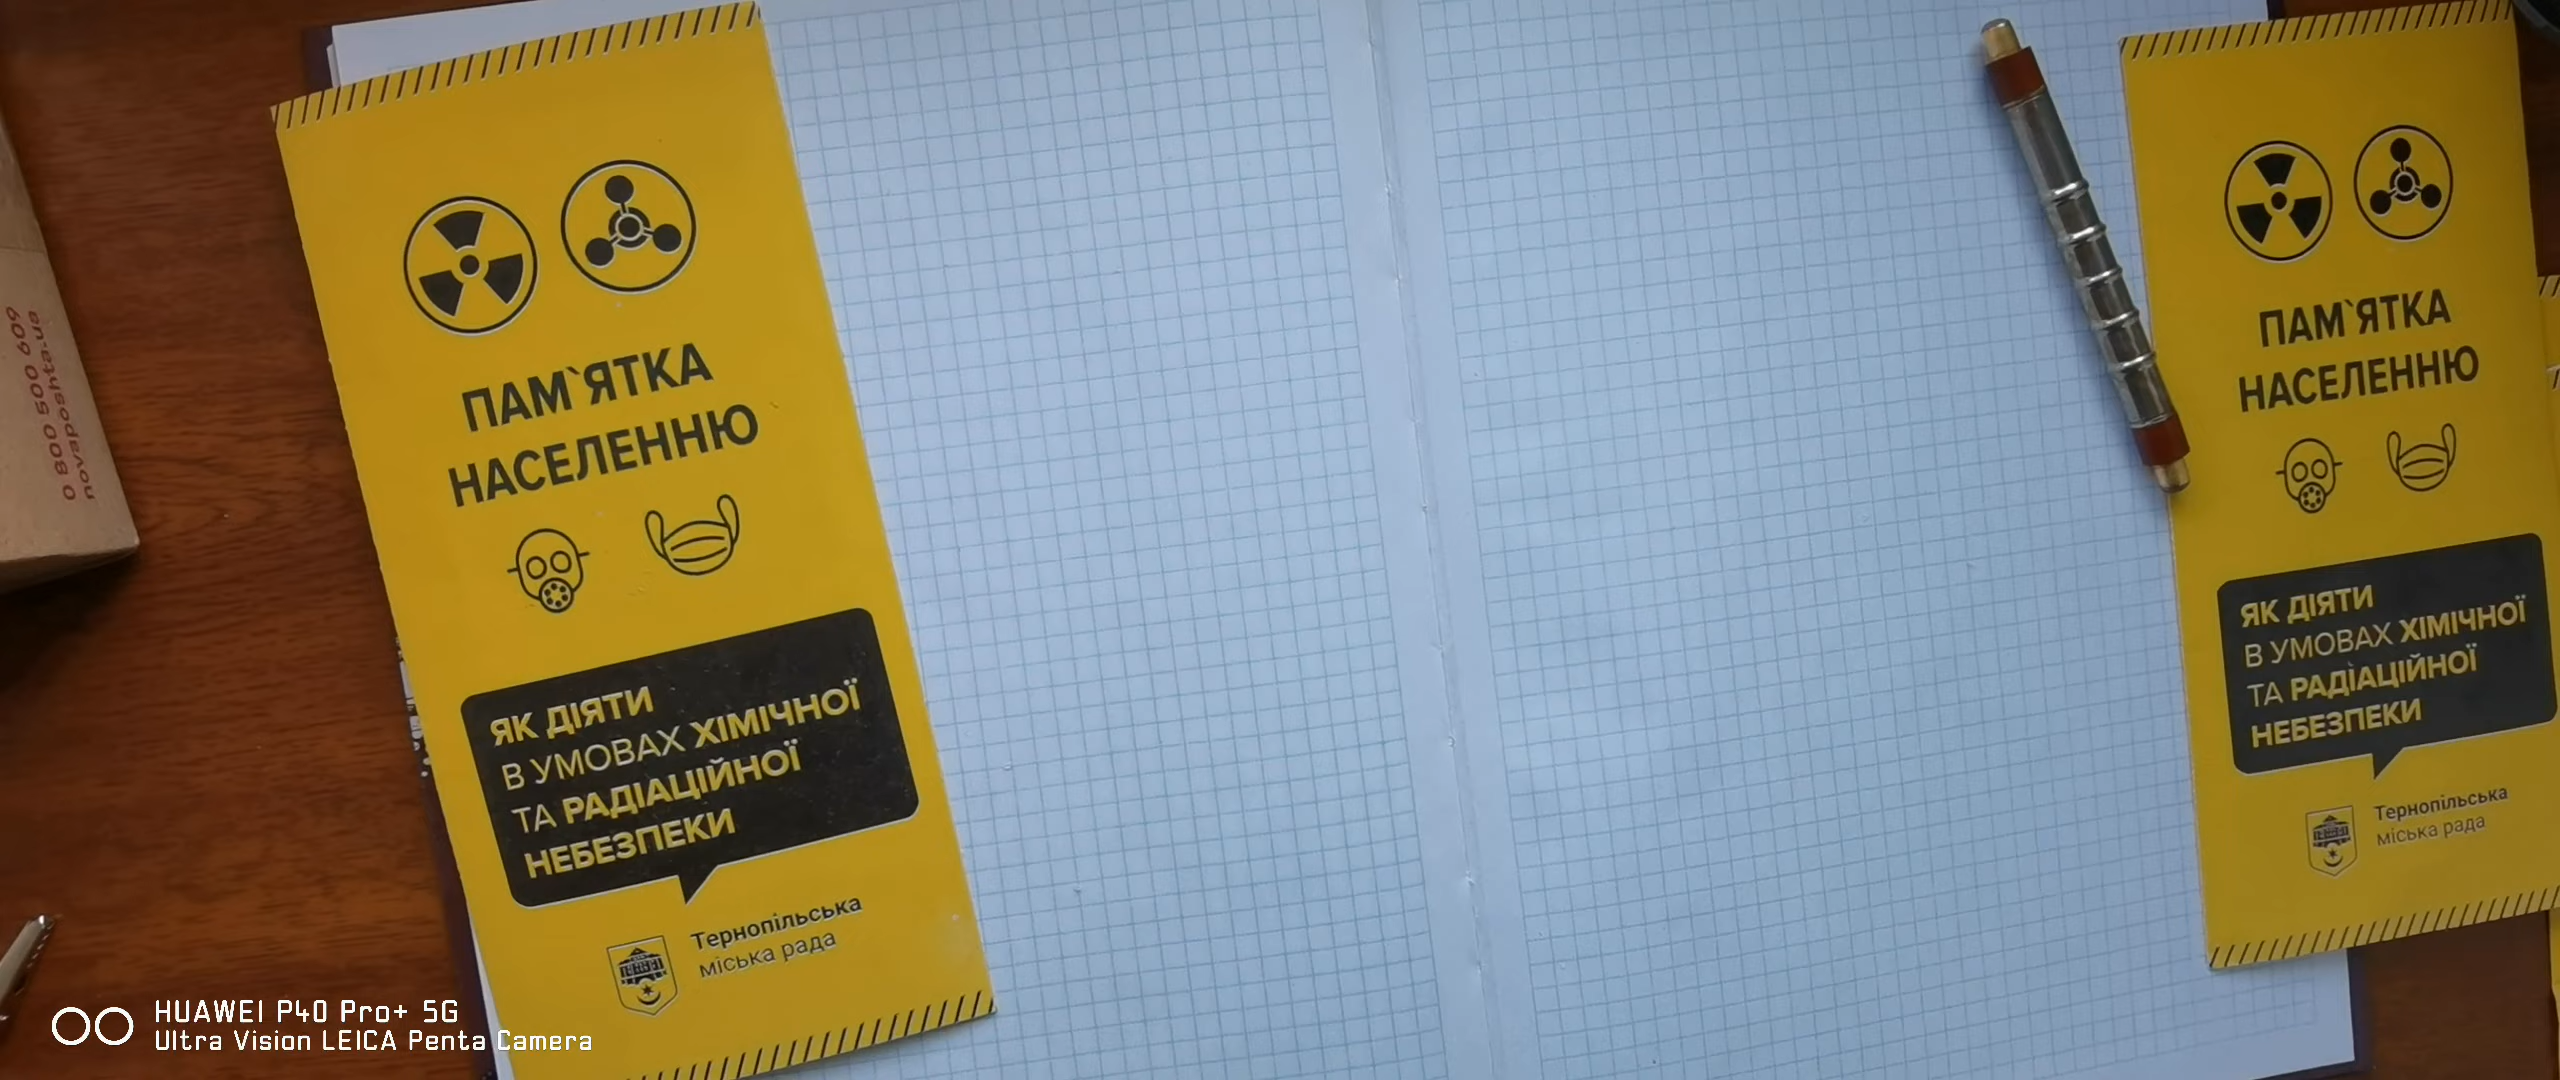 0 800 500 609
novaposhta.ua
ПАМ`ЯТКА
НАСЕЛЕННЮ
ЯК ДІЯТИ
В УМОВАХ ХІМІЧНОЇ
ТА РАДІАЦІЙНОЇ
НЕБЕЗПЕКИ
Тернопільська
міська рада
ПАМ`ЯТКА
НАСЕЛЕННЮ
ЯК ДІЯТИ
В УМОВАХ ХІМІЧНОЇ
ТА РАДІАЦІЙНОЇ
НЕБЕЗПЕКИ
Тернопільська
міська рада
HUAWEI P40 Pro+ 5G
Ultra Vision LEICA Penta Camera